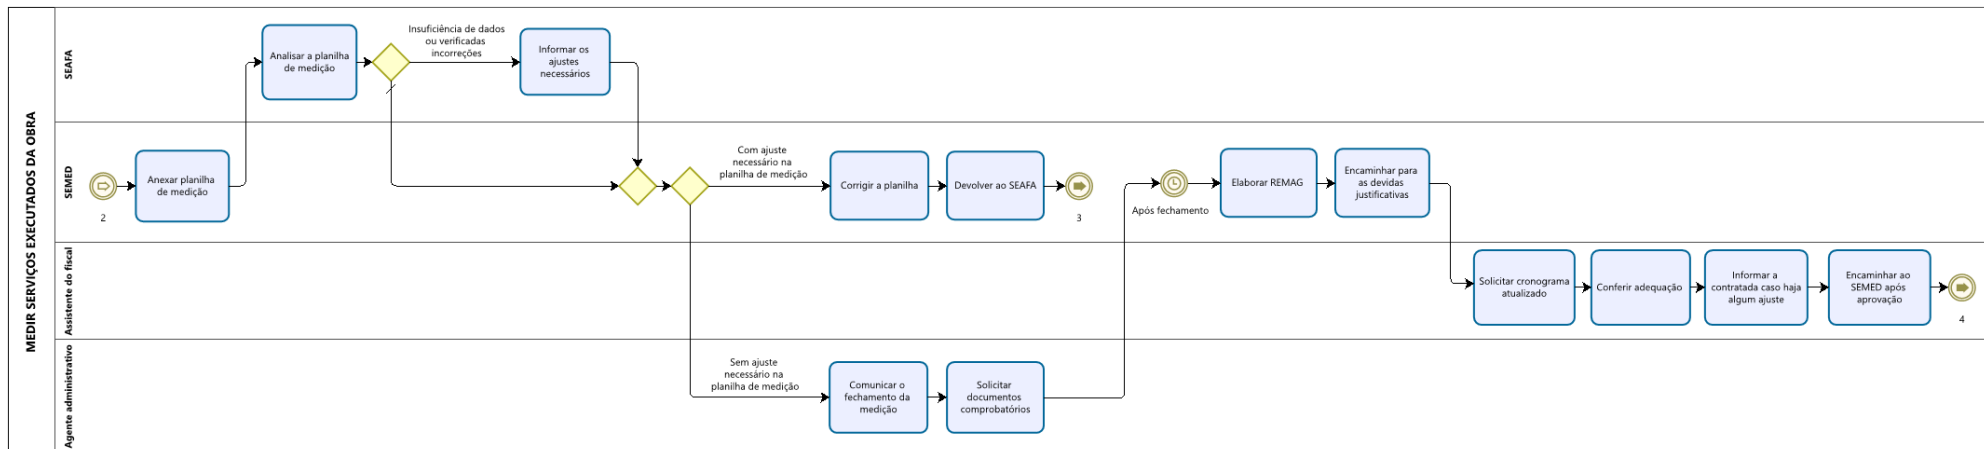 MEDIR SERVIÇOS EXECUTADOS DA OBRA
SEAFA
Analisar a planilha
de medição
Insuficiência de dados
ou verificadas
incorreções
Informar os
ajustes
necessários
SEMED
2
Anexar planilha
de medição
Com ajuste
necessário na
planilha de medição
Corrigir a planilha
Devolver ao SEAFA
3
Após fechamento
Elaborar REMAG
Encaminhar para
as devidas
justificativas
Assistente do fiscal
Solicitar cronograma
atualizado
Conferir adequação
Informar a
contratada caso haja
algum ajuste
Encaminhar ao
SEMED após
aprovação
4
Agente administrativo
Sem ajuste
necessário na
planilha de medição
Comunicar o
fechamento da
medição
Solicitar
documentos
comprobatórios